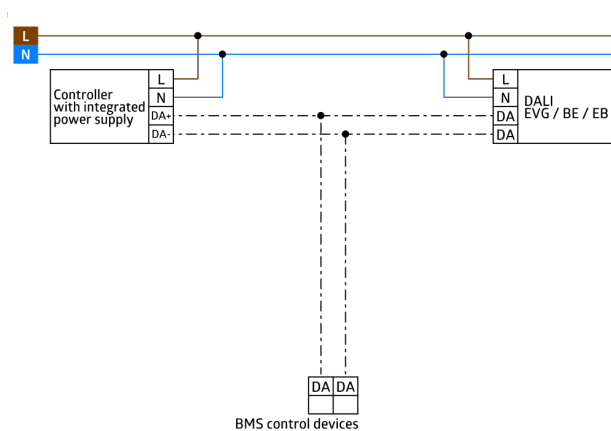 L
N
Controller
with integrated
power supply
L
N
DA+
DA-
L
N
DA
DA
DALI
EVG / BE / EB
DA DA
BMS control devices